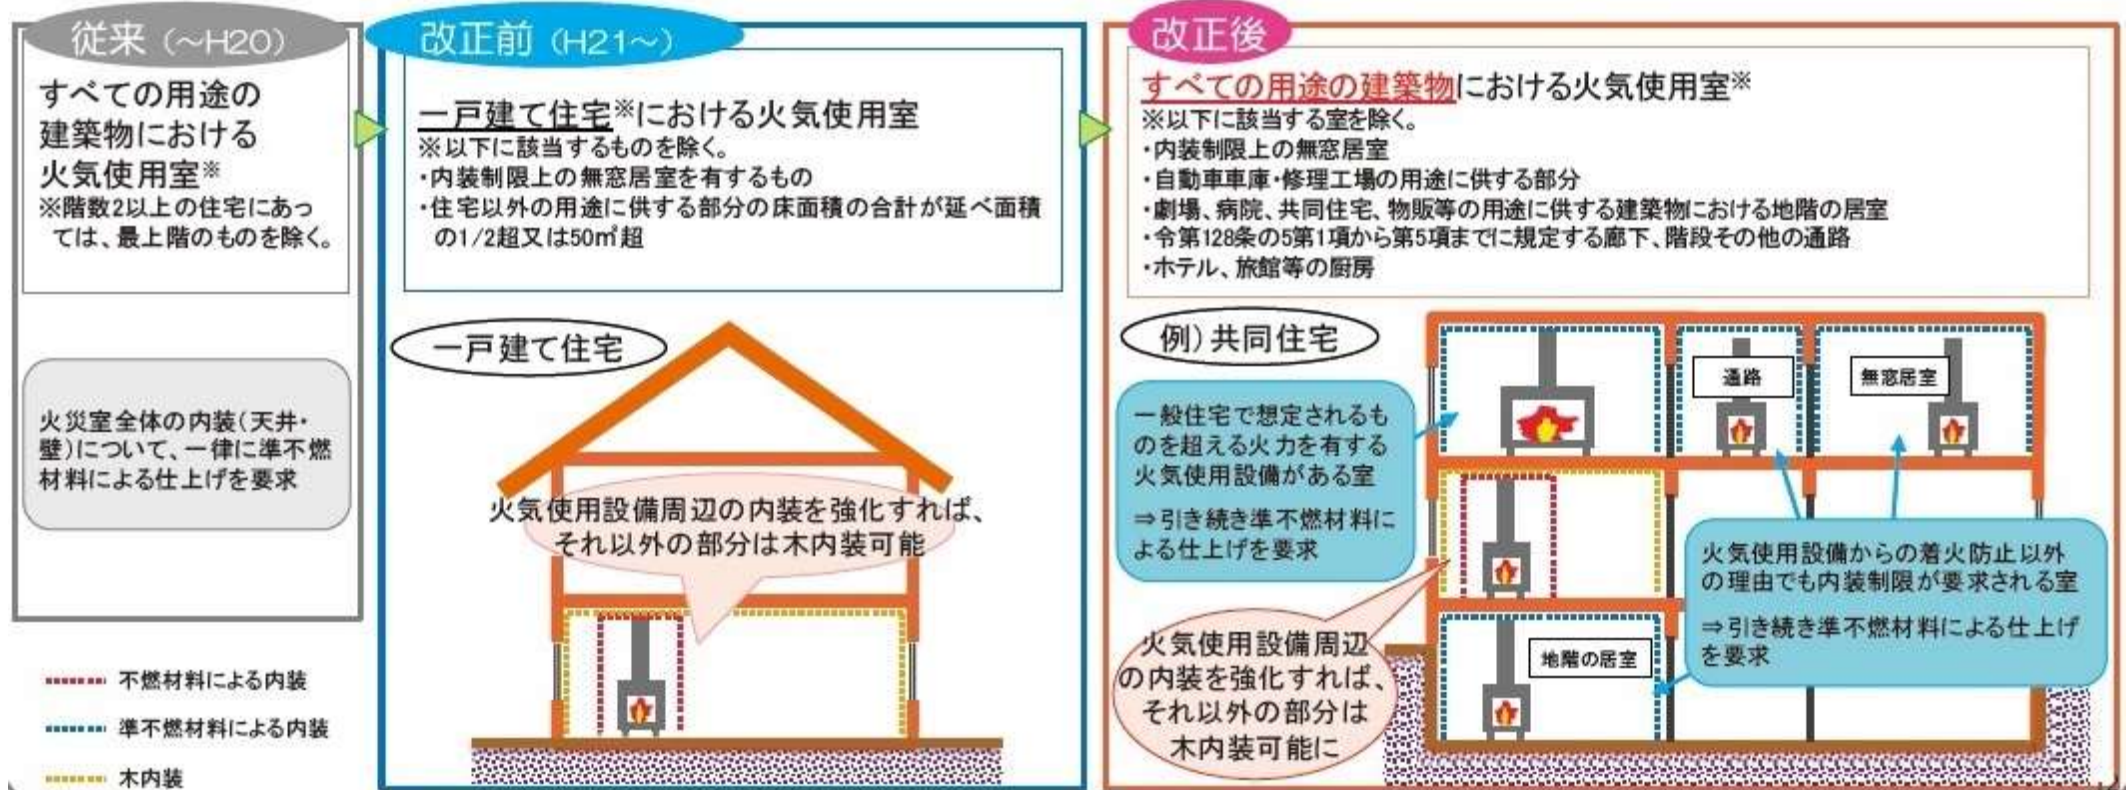 従来（～H20）
すべての用途の
建築物における
火気使用室※
※階数2以上の住宅にあっ
ては、最上階のものを除く。
火災室全体の内装（天井・
壁）について、一律に準不燃
材料による仕上げを要求
不燃材料による内装
準不燃材料による内装
木内装
改正前（H21～）
一戸建て住宅※における火気使用室
※以下に該当するものを除く。
・内装制限上の無窓居室を有するもの
・住宅以外の用途に供する部分の床面積の合計が延べ面積
の1/2超又は50㎡超
一戸建て住宅
火気使用設備周辺の内装を強化すれば、
それ以外の部分は木内装可能
改正後
すべての用途の建築物における火気使用室※
※以下に該当する室を除く。
・内装制限上の無窓居室
・自動車車庫・修理工場の用途に供する部分
・劇場、病院、共同住宅、物販等の用途に供する建築物における地階の居室
・令第128条の5第1項から第5項までに規定する廊下、階段その他の通路
・ホテル、旅館等の厨房
例）共同住宅
一般住宅で想定されるも
のを超える火力を有する
火気使用設備がある室
⇒引き続き準不燃材料に
よる仕上げを要求
通路
無窓居室
火気使用設備からの着火防止以外
の理由でも内装制限が要求される室
⇒引き続き準不燃材料による仕上げ
を要求
地階の居室
火気使用設備周辺
の内装を強化すれば、
それ以外の部分は
木内装可能に